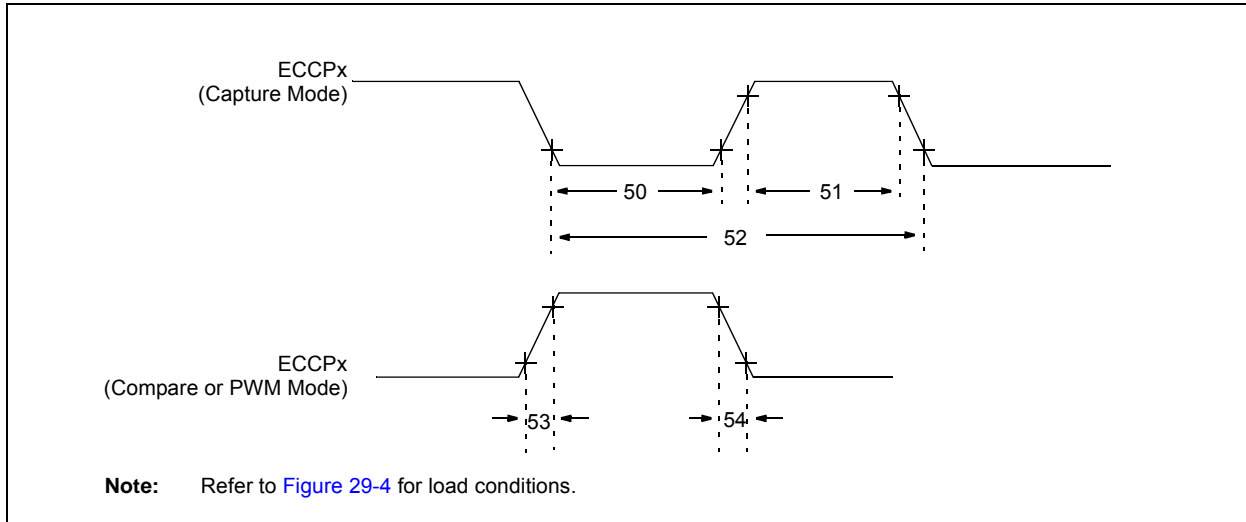 ECCPx
(Capture Mode)
50
51
52
ECCPx
(Compare or PWM Mode)
53
54
Note: Refer to Figure 29-4 for load conditions.